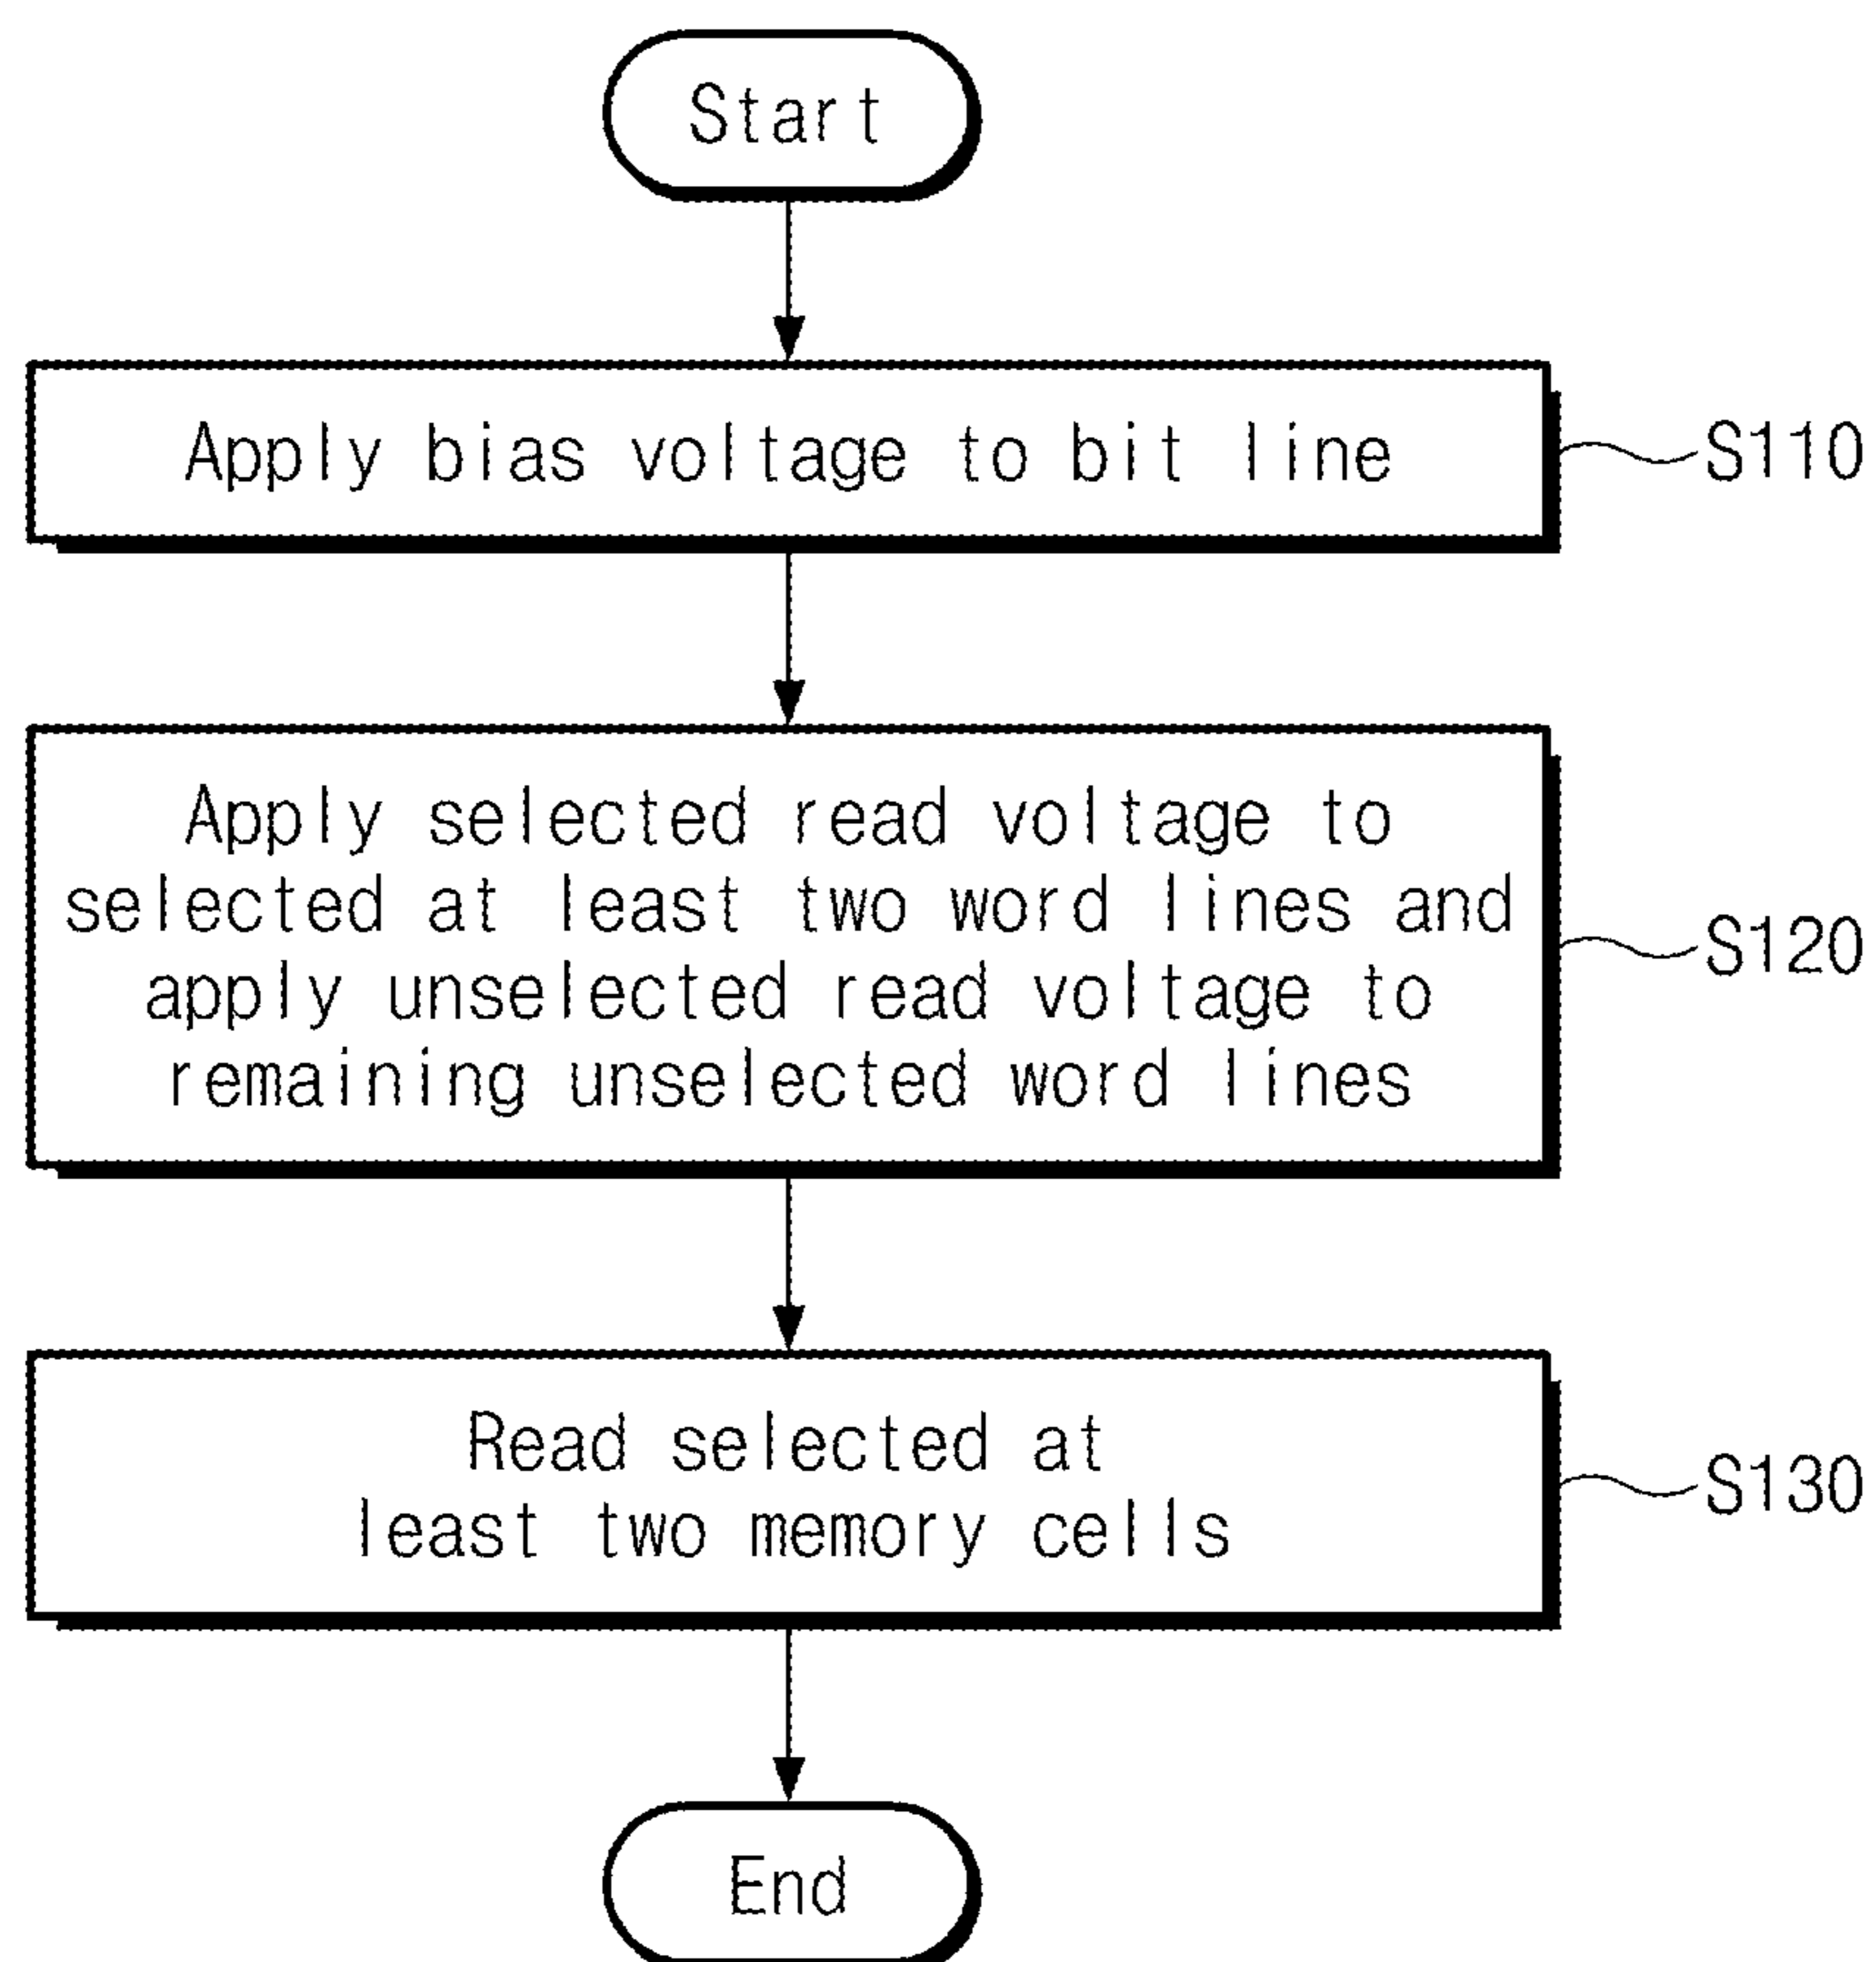 Start
Apply bias voltage to bit line
S110
Apply selected read voltage to
selected at least two word lines and
apply unselected read voltage to
remaining unselected word lines
S120
Read selected at
least two memory cells
S130
End